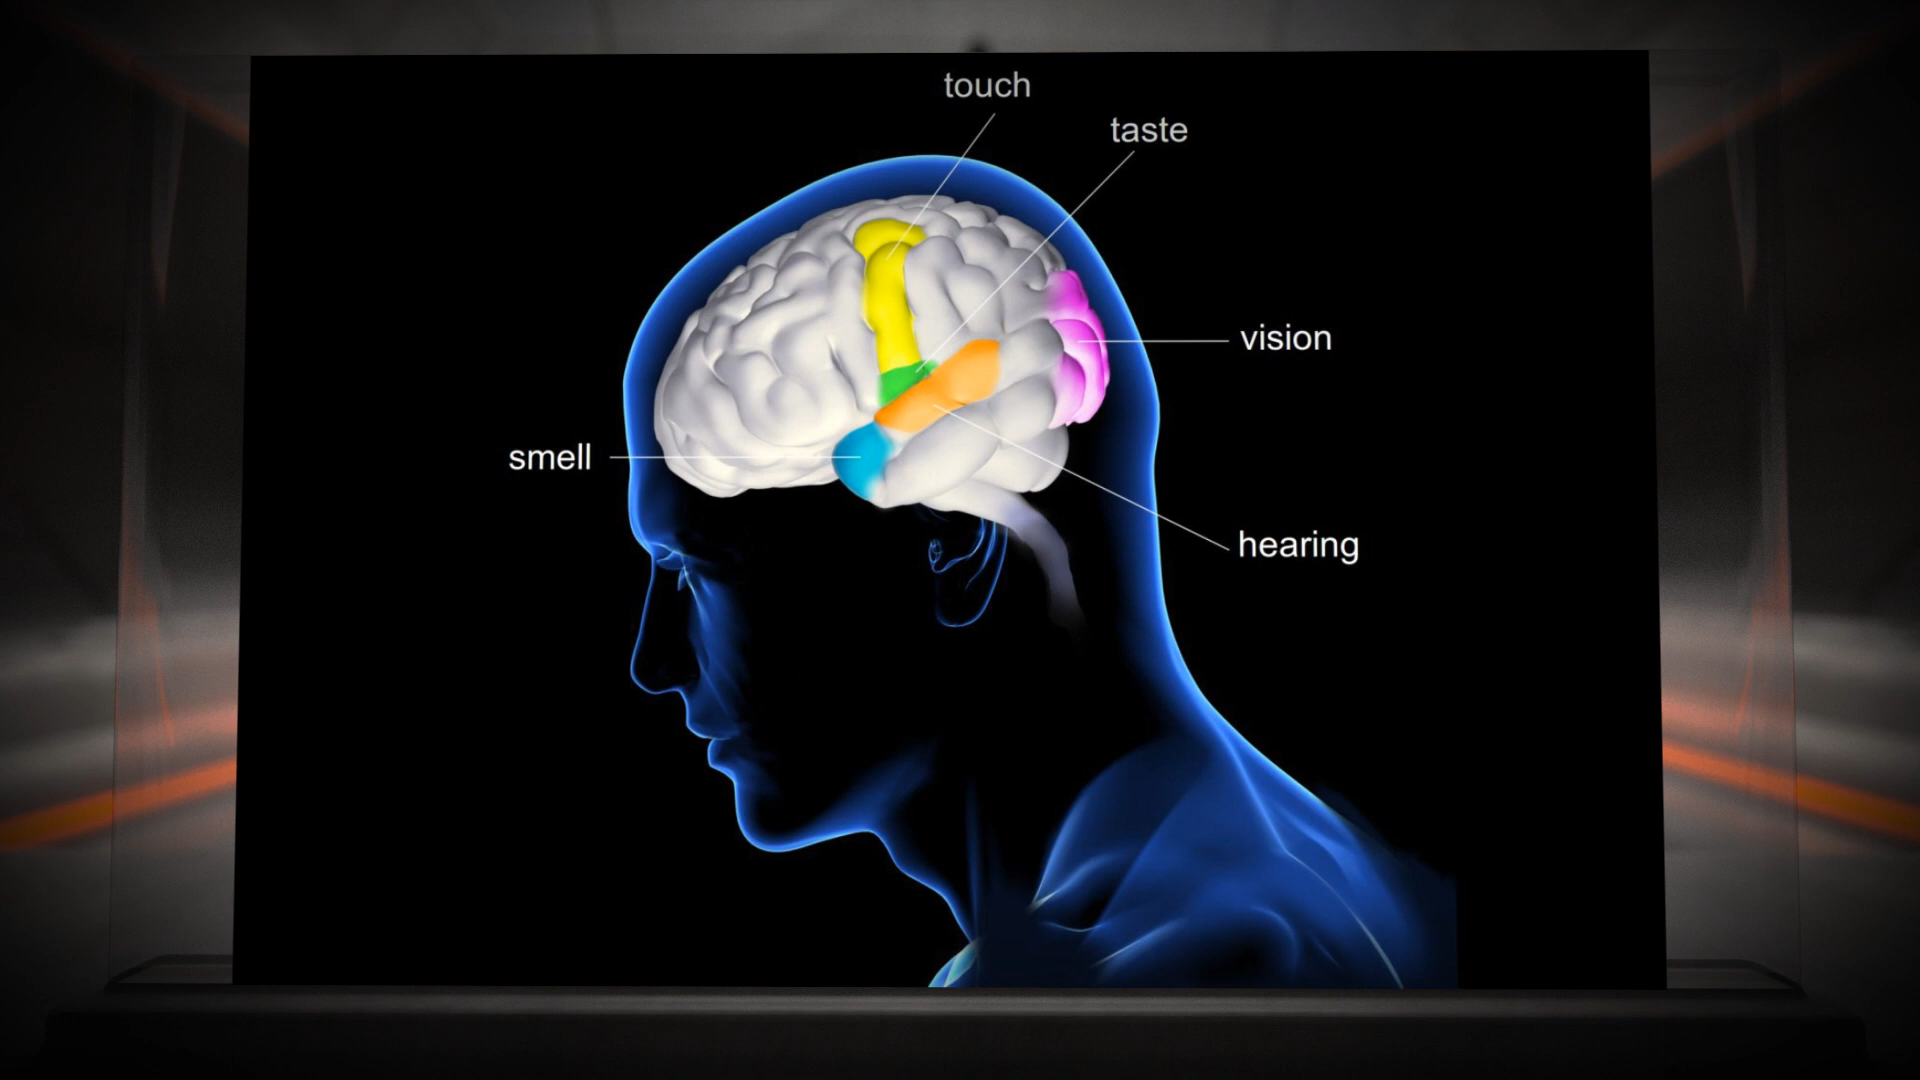 touch
taste
vision
smell
hearing